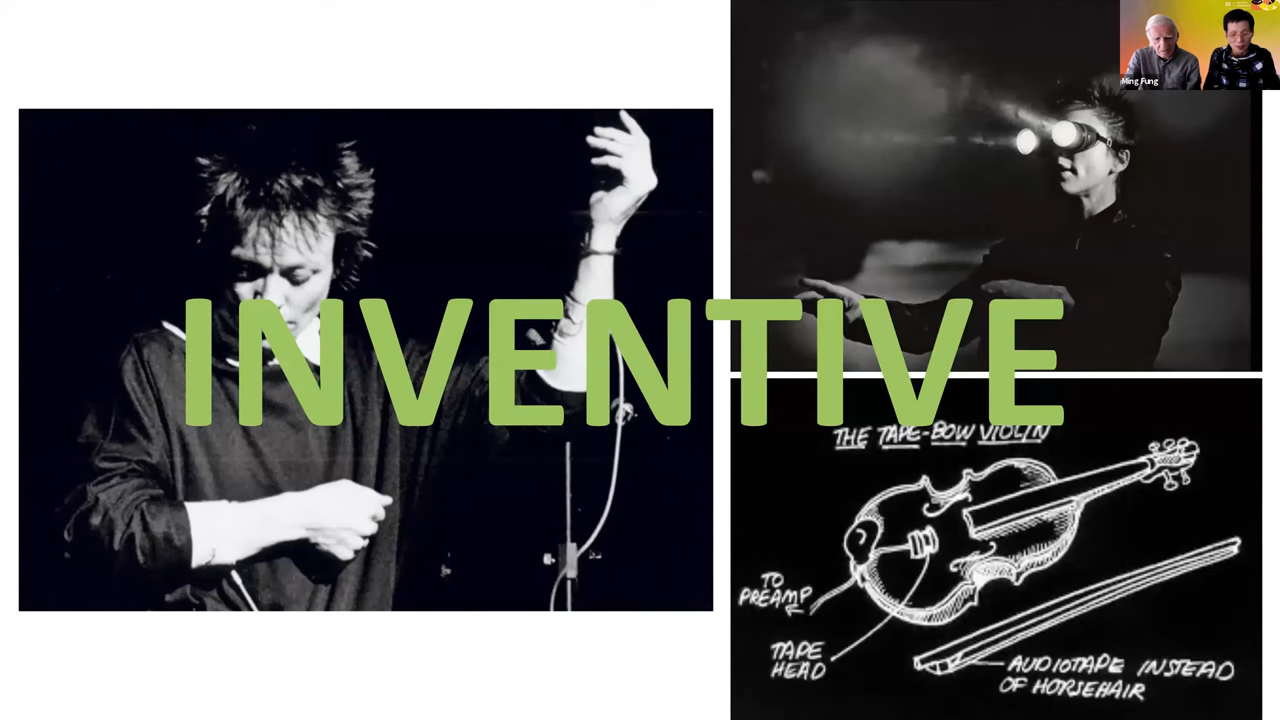 Ming Fung
INVENTIVE
THE TAPE-BOW VIOLIN
TO
PREAMP
TAPE
HEAD
AUDIOTAPE INSTEAD
OF HORSEHAIR